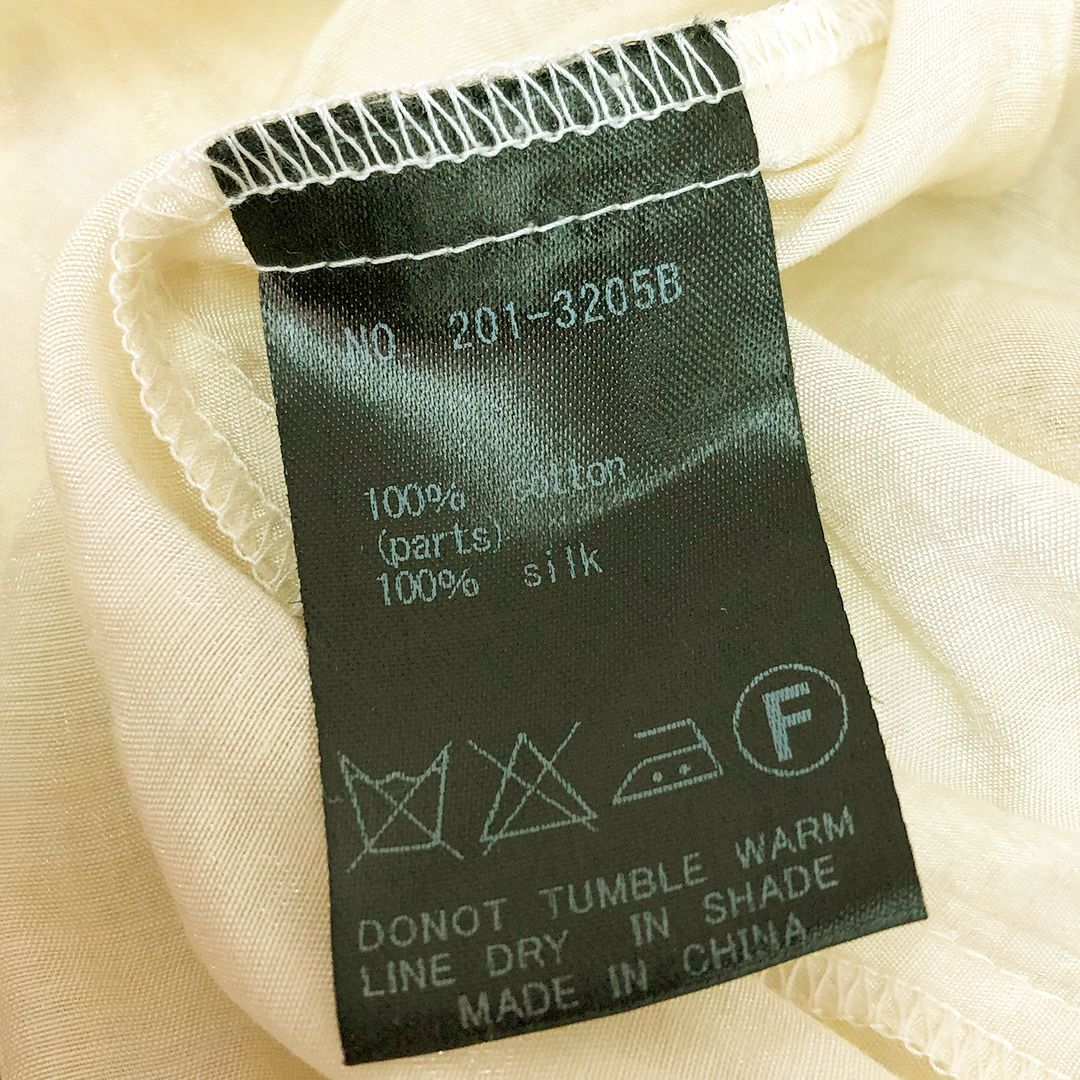 NO. 201-3205B
100% cotton
(parts)
100% silk
F
DONOT TUMBLE WARM
LINE DRY IN SHADE
MADE IN CHINA